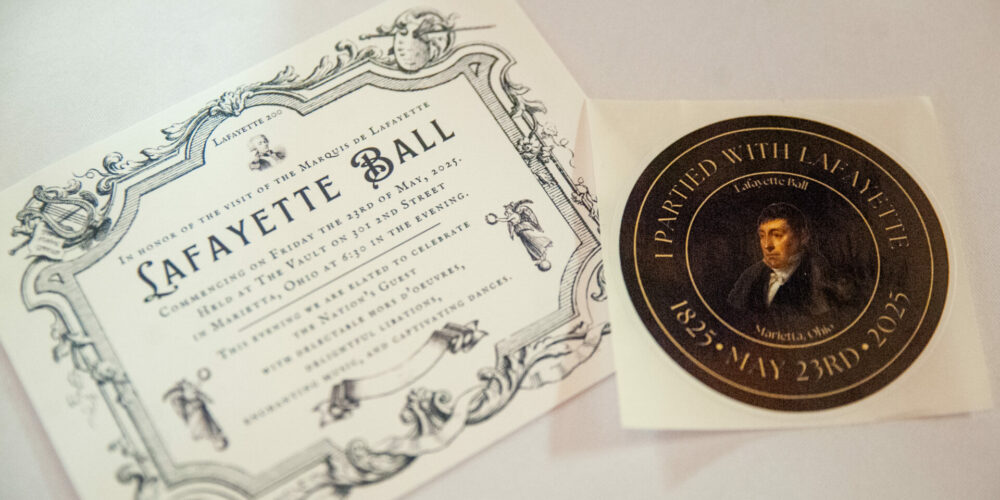 Lafayette 200
In honor of the visit of the Marquis de Lafayette
Lafayette Ball
Commencing on Friday the 23rd of May, 2025.
Held at The Vault on 301 2nd Street
in Marietta, Ohio at 6:30 in the evening.
This evening we are elated to celebrate
the Nation's Guest
with delectable hors d'oeuvres,
delightful libations,
enchanting music, and captivating dances.
I PARTIED WITH LAFAYETTE
Lafayette Ball
Marietta, Ohio
1825 • MAY 23RD • 2025